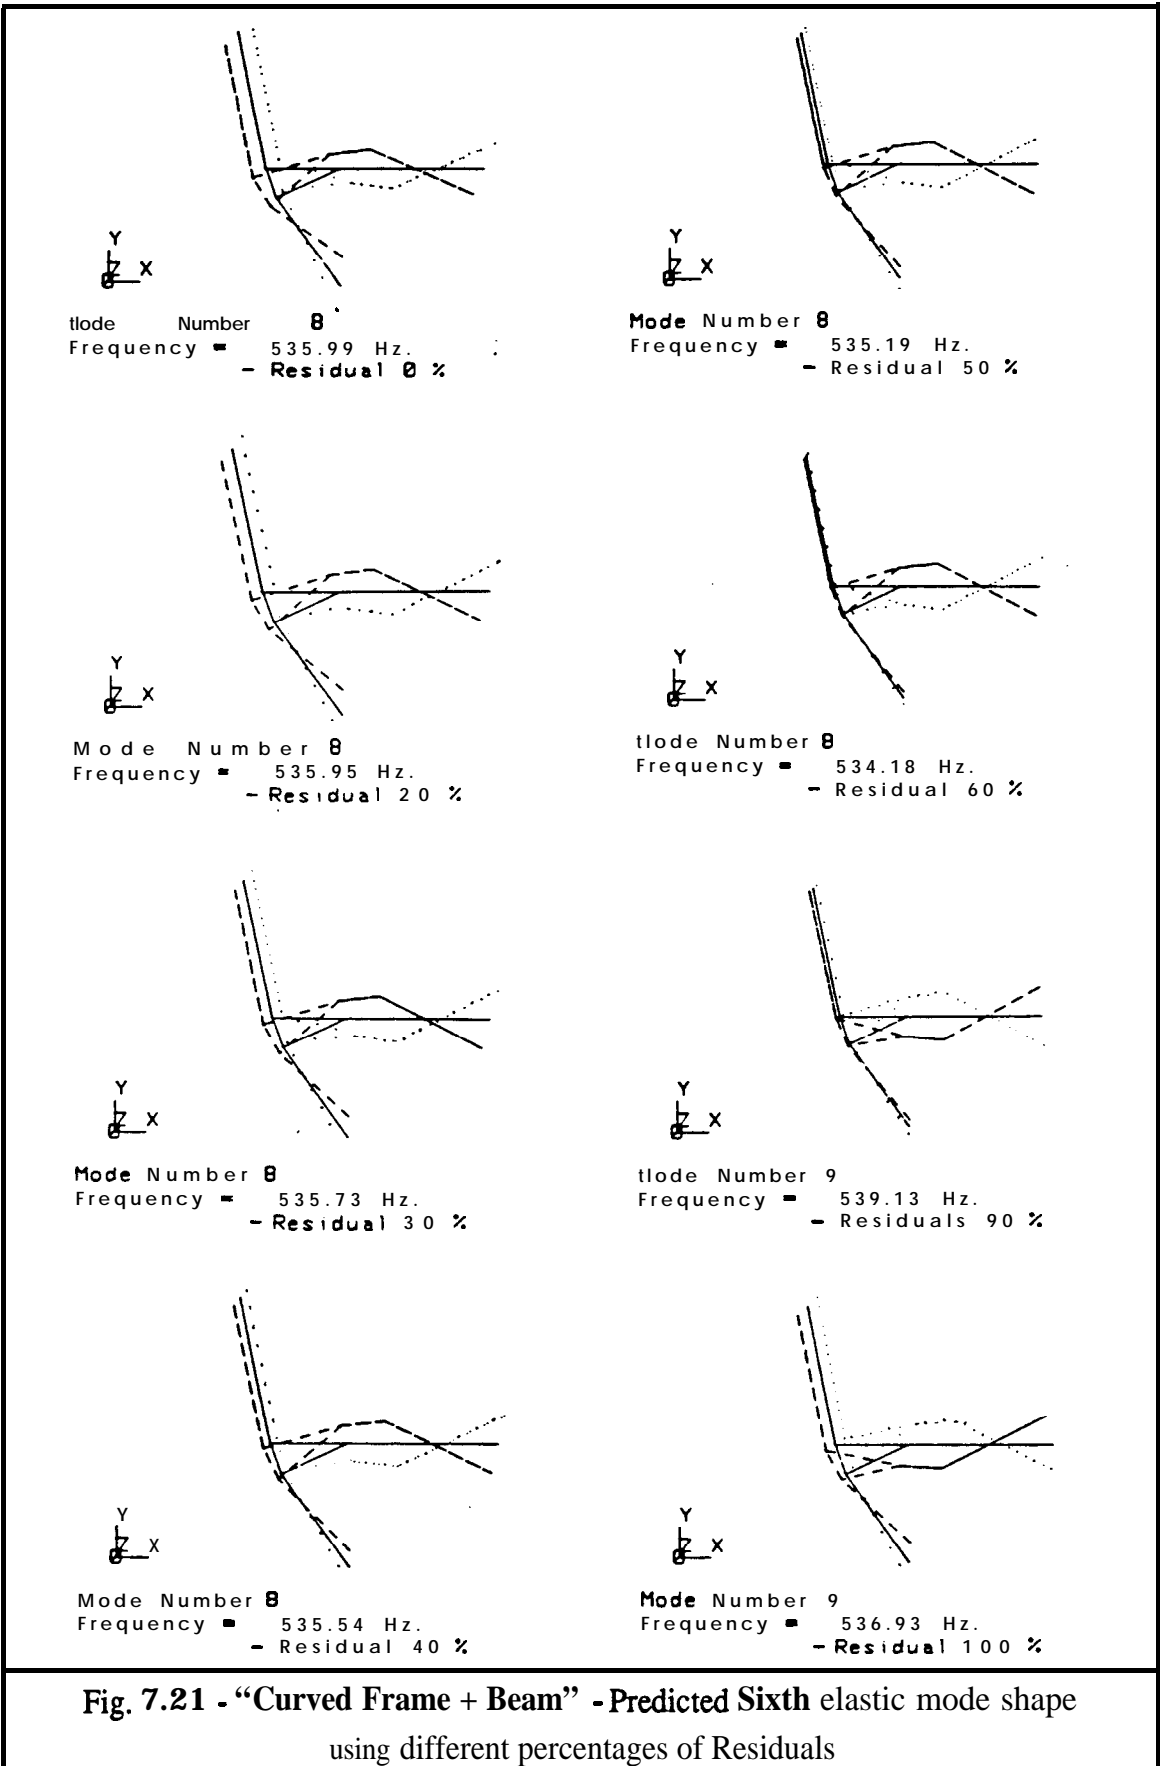 Y
Z X
tlode Number 8
Frequency = 535.99 Hz.
- Residual 0 %
Y
Z X
Mode Number 8
Frequency = 535.19 Hz.
- Residual 50 %
Y
Z X
Mode Number 8
Frequency = 535.95 Hz.
- Residual 20 %
Y
Z X
tlode Number 8
Frequency = 534.18 Hz.
- Residual 60 %
Y
Z X
Mode Number 8
Frequency = 535.73 Hz.
- Residual 30 %
Y
Z X
tlode Number 9
Frequency = 539.13 Hz.
- Residuals 90 %
Y
Z X
Mode Number 8
Frequency = 535.54 Hz.
- Residual 40 %
Y
Z X
Mode Number 9
Frequency = 536.93 Hz.
- Residual 100 %
Fig. 7.21 - “Curved Frame + Beam” - Predicted Sixth elastic mode shape
using different percentages of Residuals